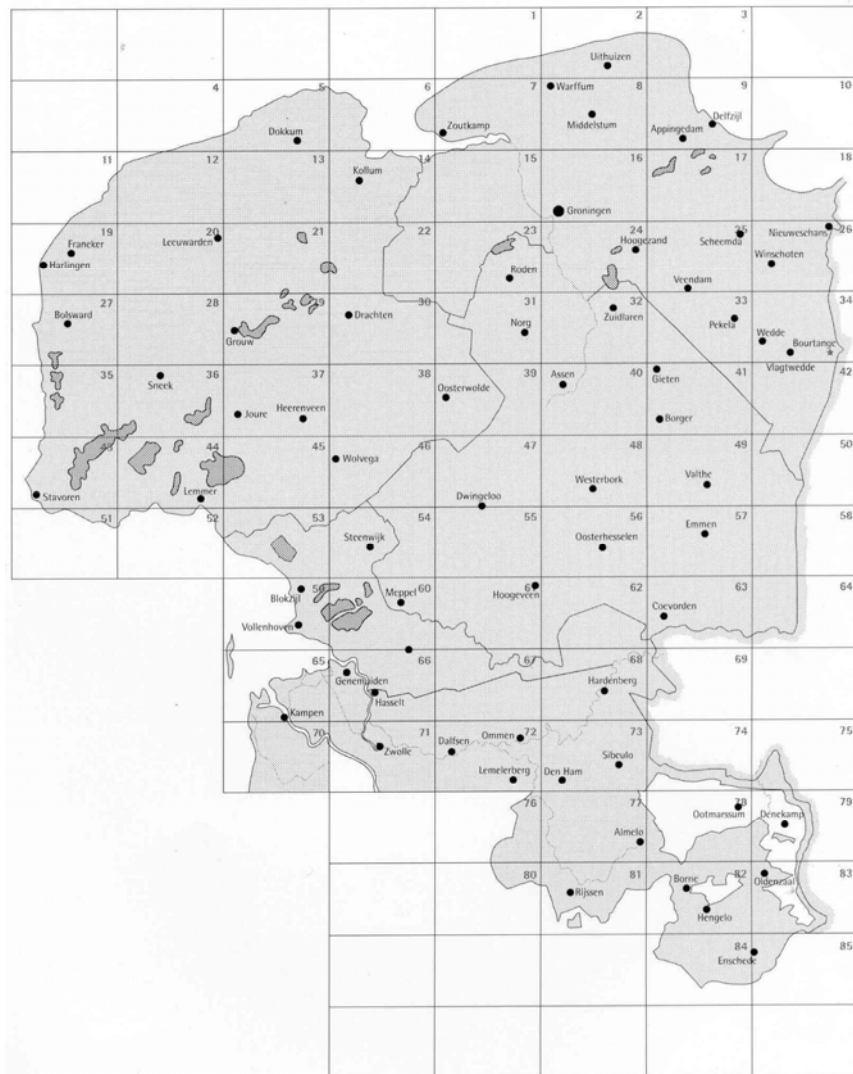 1
2
3
Uithuizen
4
5
6
7
Warffum
8
9
10
Middelstum
Delfzijl
Zoutkamp
Appingedam
Dokkum
11
12
13
14
15
16
17
18
Kollum
Groningen
19
20
21
22
23
24
25
26
Nieuweschans
Leeuwarden
Scheemda
Franeker
Hoogezand
Harlingen
Winschoten
Roden
Veendam
27
28
29
30
31
32
33
34
Bolsward
Drachten
Zuidlaren
Pekela
Grouw
Norg
Wedde
Bourtange
Vlagtwedde
35
36
37
38
39
40
42
Sneek
Assen
Gieten
Oosterwolde
Joure
Heerenveen
Borger
43
44
45
46
47
48
49
50
Wolvega
Valthe
Westerbork
Stavoren
Lemmer
Dwingeloo
51
52
53
54
55
56
57
58
Emmen
Steenwijk
Oosterhesselen
59
60
61
62
63
64
Blokzijl
Meppel
Hoogeveen
Coevorden
Vollenhoven
65
66
67
68
69
Genemuiden
Hardenberg
Hasselt
Kampen
70
71
72
73
74
75
Ommen
Zwolle
Dalfsen
Sibculo
Lemelerberg
Den Ham
76
77
78
79
Ootmarssum
Denekamp
Almelo
80
81
82
83
Borne
Oldenzaal
Rijssen
Hengelo
84
85
Enschede